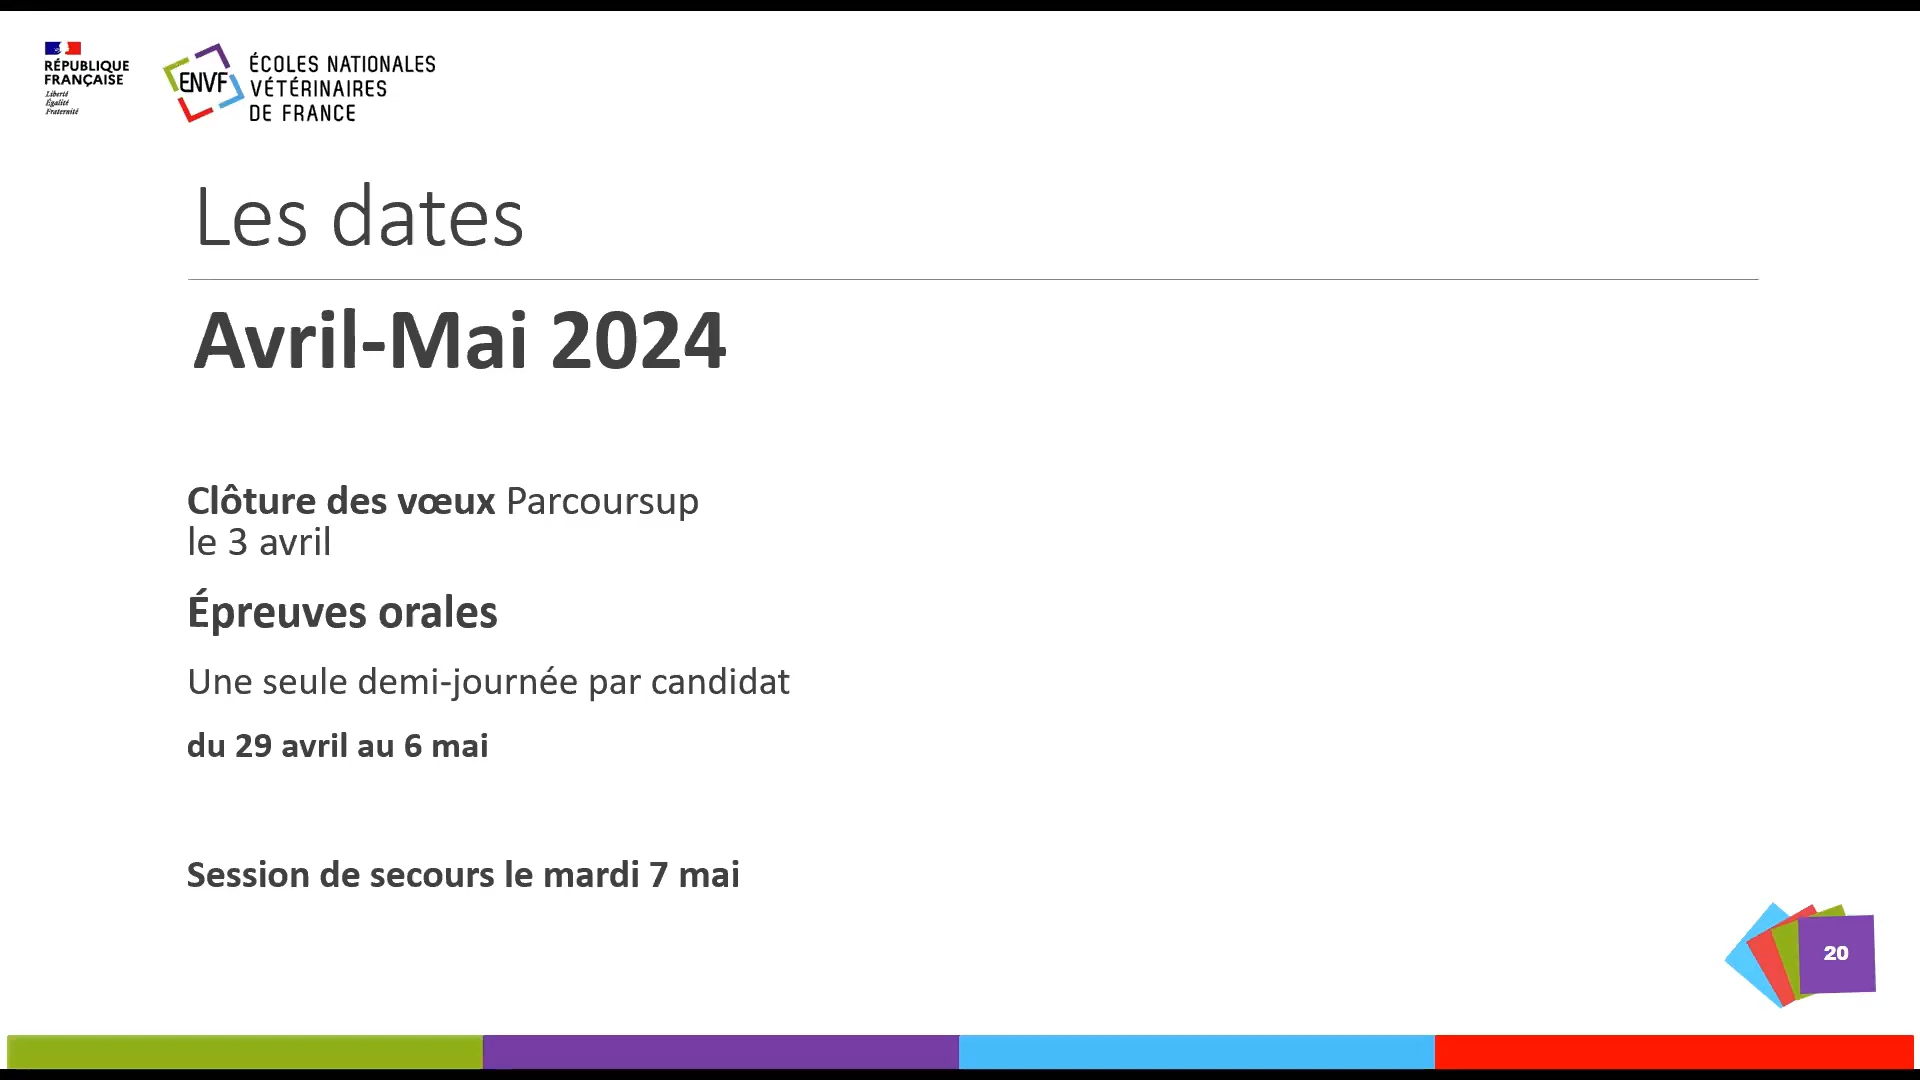 RÉPUBLIQUE
FRANÇAISE
Liberté
Égalité
Fraternité
ENVF
ÉCOLES NATIONALES
VÉTÉRINAIRES
DE FRANCE
Les dates
Avril-Mai 2024
Clôture des vœux Parcoursup
le 3 avril
Épreuves orales
Une seule demi-journée par candidat
du 29 avril au 6 mai
Session de secours le mardi 7 mai
20